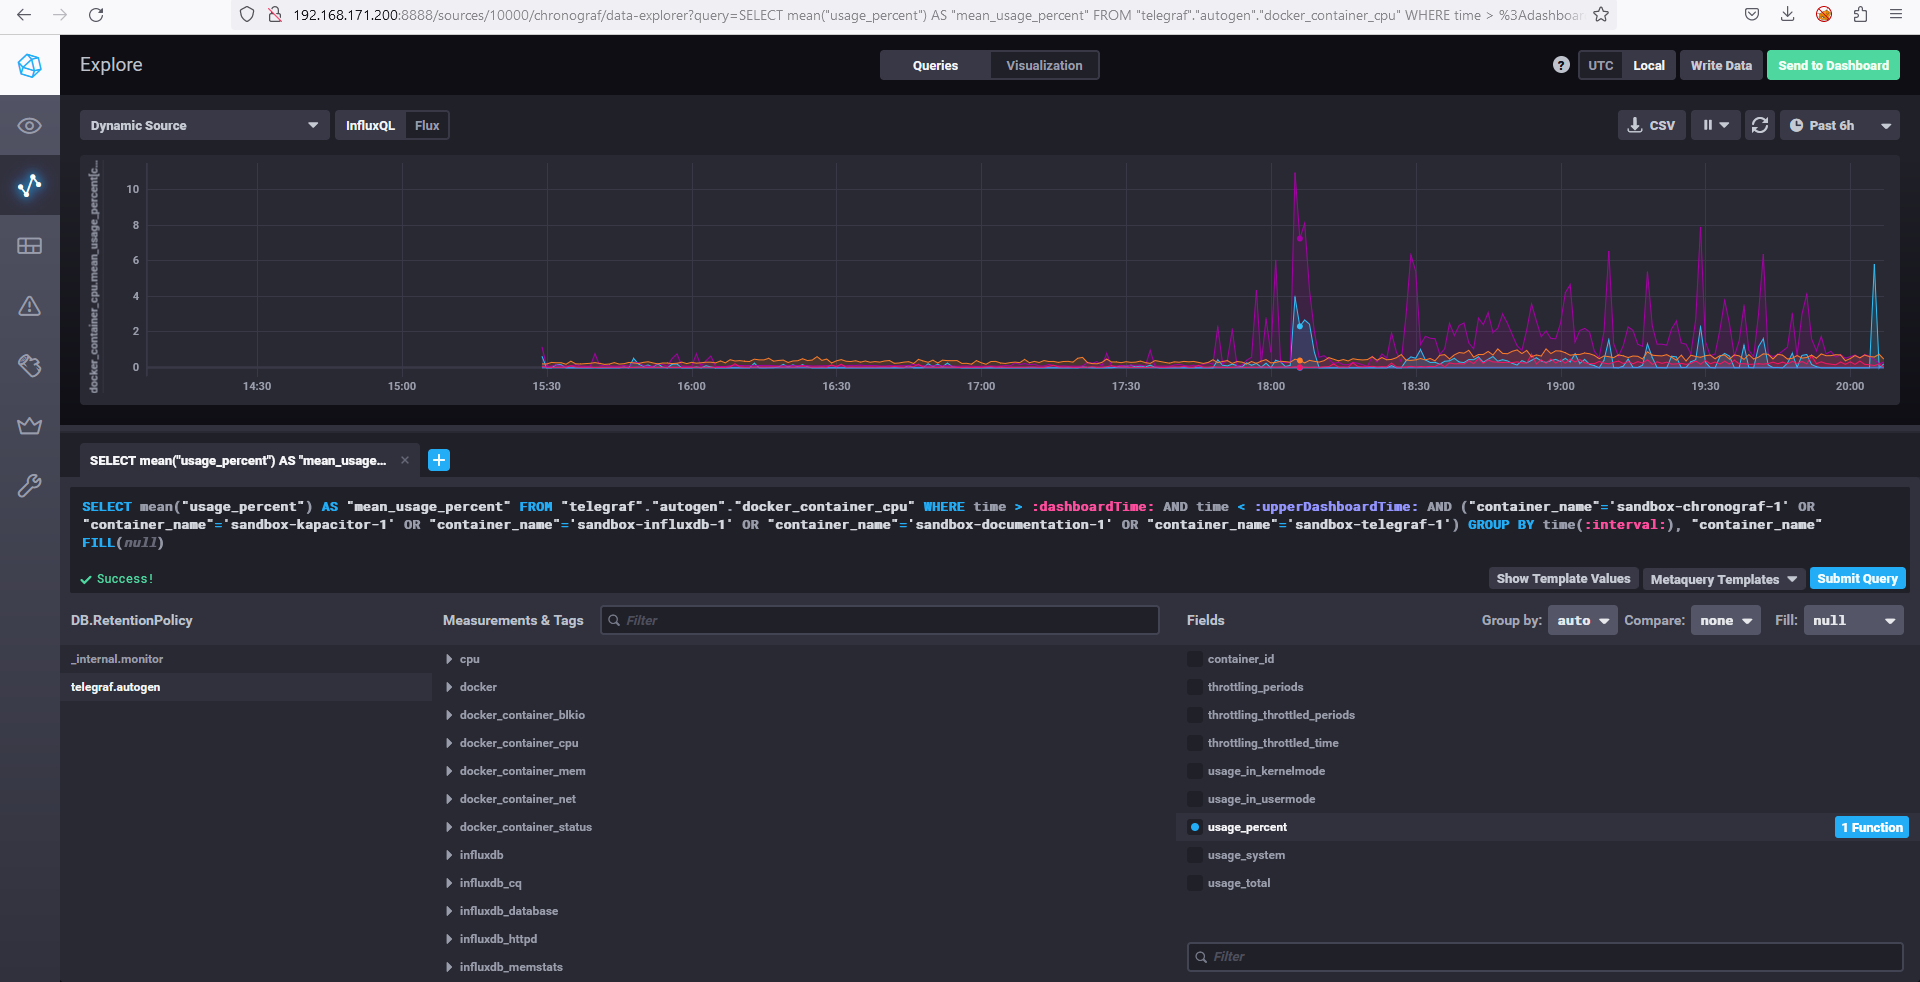 192.168.171.200:8888/sources/10000/chronograf/data-explorer?query=SELECT mean("usage_percent") AS "mean_usage_percent" FROM "telegraf"."autogen"."docker_container_cpu" WHERE time > %3Adashboar
Explore
Queries
Visualization
?
UTC
Local
Write Data
Send to Dashboard
Dynamic Source
InfluxQL
Flux
CSV
Past 6h
docker_container_cpu.mean_usage_percent[c...
10
8
6
4
2
0
14:30
15:00
15:30
16:00
16:30
17:00
17:30
18:00
18:30
19:00
19:30
20:00
SELECT mean("usage_percent") AS "mean_usage...
SELECT mean("usage_percent") AS "mean_usage_percent" FROM "telegraf"."autogen"."docker_container_cpu" WHERE time > :dashboardTime: AND time < :upperDashboardTime: AND ("container_name"='sandbox-chronograf-1' OR
"container_name"='sandbox-kapacitor-1' OR "container_name"='sandbox-influxdb-1' OR "container_name"='sandbox-documentation-1' OR "container_name"='sandbox-telegraf-1') GROUP BY time(:interval:), "container_name"
FILL(null)
Success!
Show Template Values
Metaquery Templates
Submit Query
DB.RetentionPolicy
_internal.monitor
telegraf.autogen
Measurements & Tags
Filter
cpu
docker
docker_container_blkio
docker_container_cpu
docker_container_mem
docker_container_net
docker_container_status
influxdb
influxdb_cq
influxdb_database
influxdb_httpd
influxdb_memstats
Fields
Group by:
auto
Compare:
none
Fill:
null
container_id
throttling_periods
throttling_throttled_periods
throttling_throttled_time
usage_in_kernelmode
usage_in_usermode
usage_percent
1 Function
usage_system
usage_total
Filter